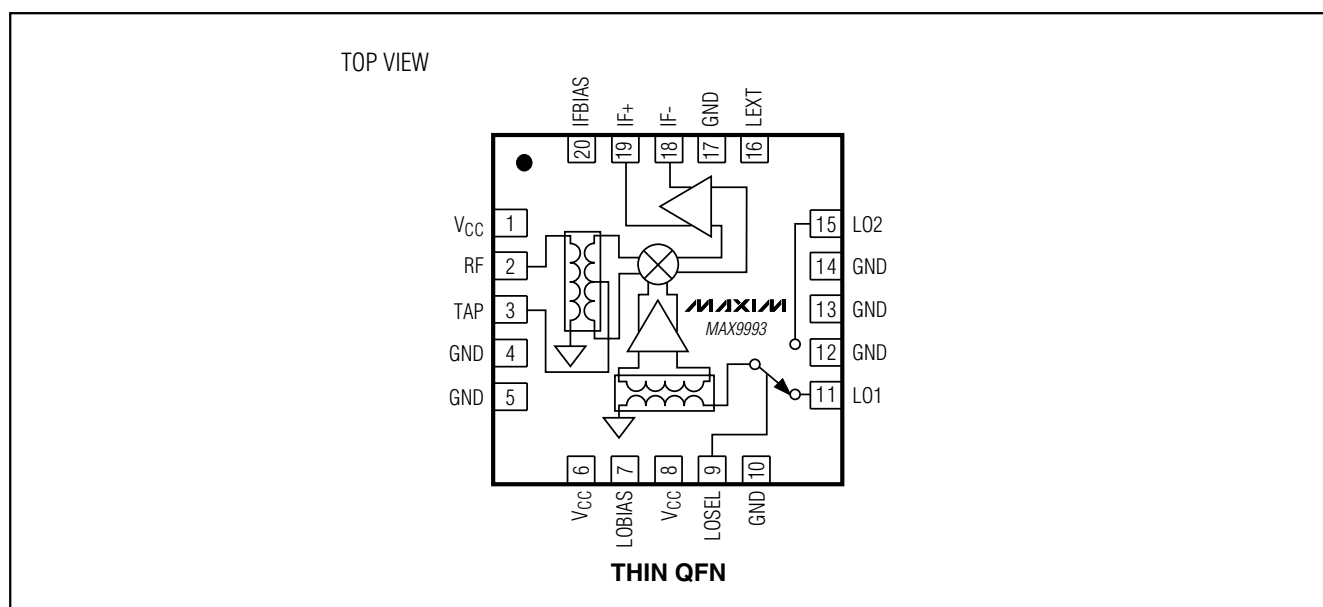 TOP VIEW
IFBIAS
IF+
IF-
GND
LEXT
20
19
18
17
16
VCC 1
RF 2
TAP 3
GND 4
GND 5
15 LO2
14 GND
13 GND
12 GND
11 LO1
MAXIM
MAX9993
6
7
8
9
10
VCC
LOBIAS
VCC
LOSEL
GND
THIN QFN